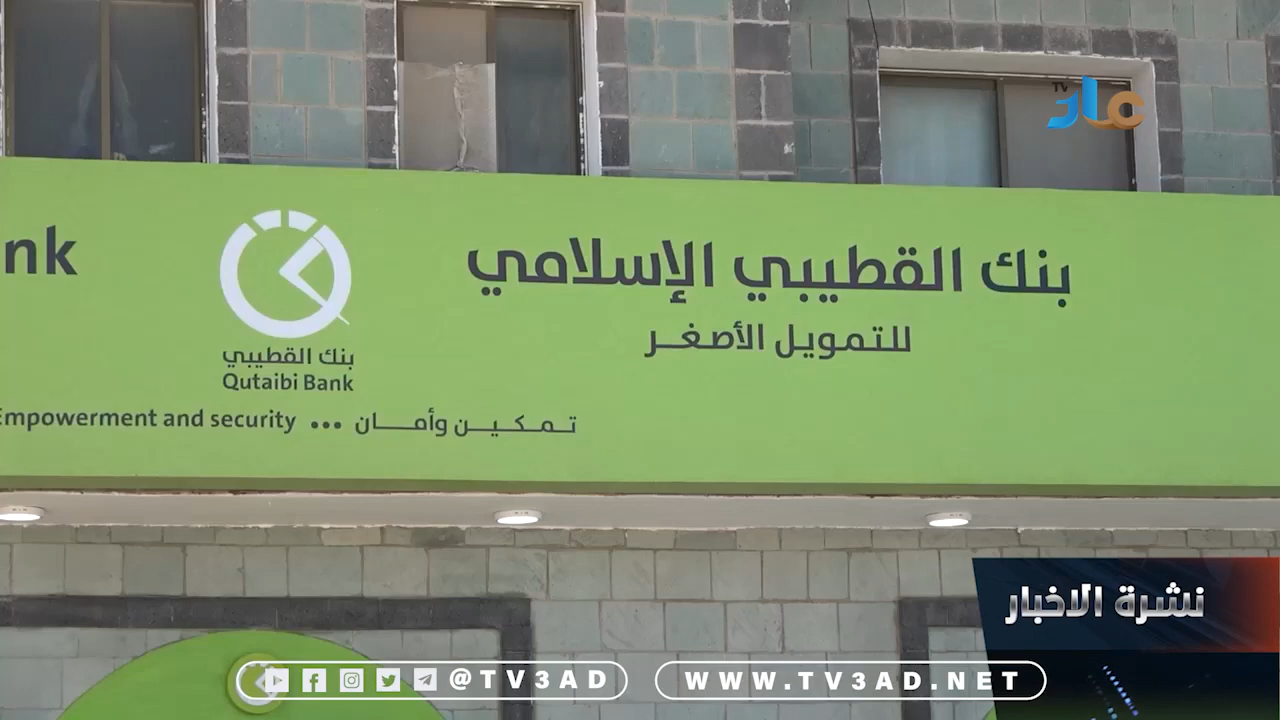 TV
عاد
nk
بنك القطيبي الإسلامي
للتمويل الأصغر
بنك القطيبي
Qutaibi Bank
Empowerment and security ... تمكين وأمان
نشرة الاخبار
@TV3AD
WWW.TV3AD.NET